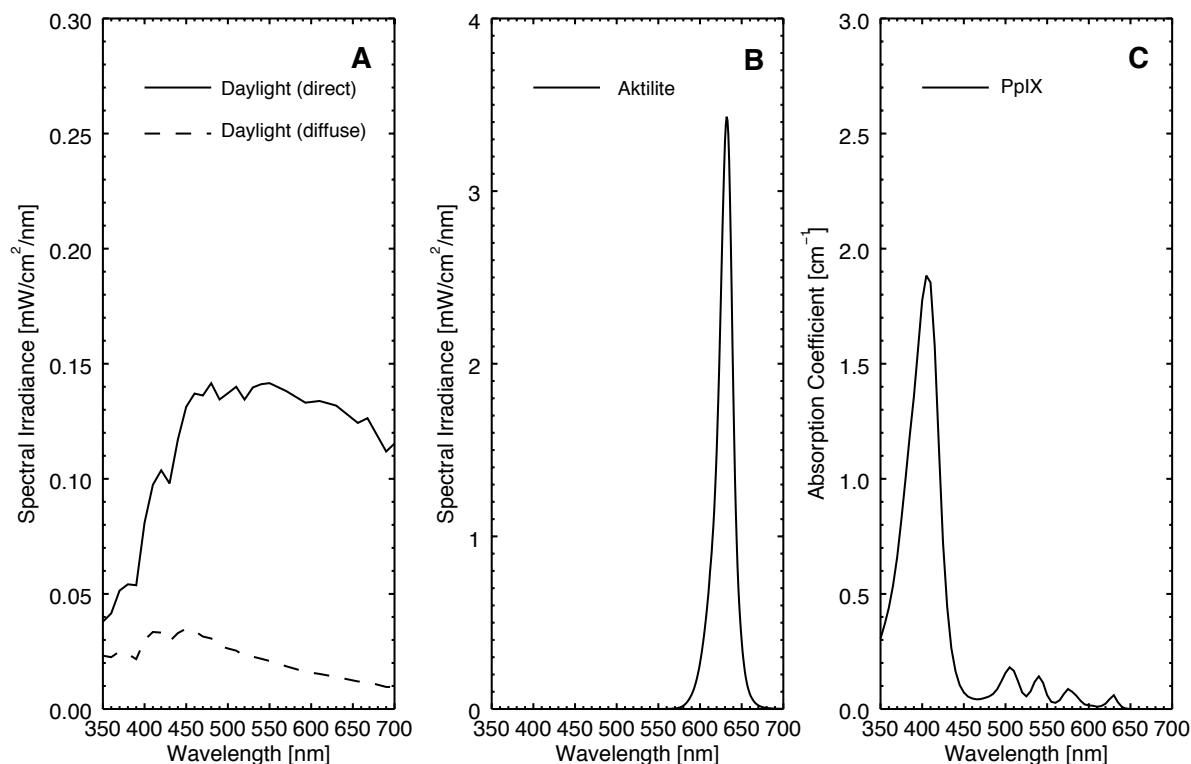 A
Daylight (direct)
Daylight (diffuse)
Spectral Irradiance [mW/cm²/nm]
0.30
0.25
0.20
0.15
0.10
0.05
0.00
350 400 450 500 550 600 650 700
Wavelength [nm]
B
Aktilite
Spectral Irradiance [mW/cm²/nm]
4
3
2
1
0
350 400 450 500 550 600 650 700
Wavelength [nm]
C
PpIX
Absorption Coefficient [cm⁻¹]
3.0
2.5
2.0
1.5
1.0
0.5
0.0
350 400 450 500 550 600 650 700
Wavelength [nm]